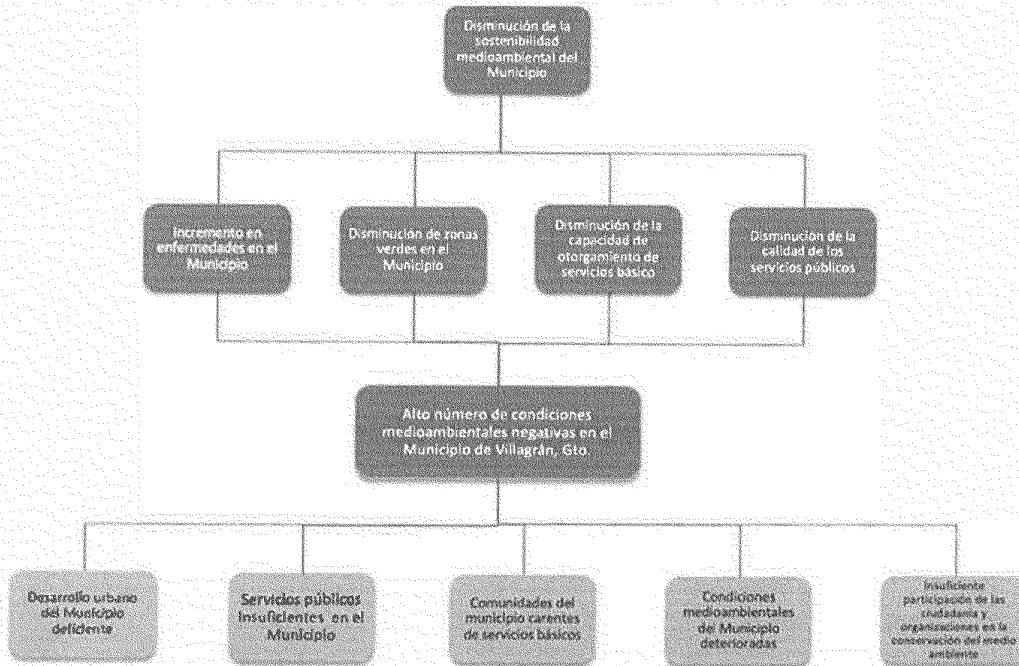 Disminución de la
sostenibilidad
medioambiental del
Municipio
Incremento en
enfermedades en el
Municipio
Disminución de zonas
verdes en el
Municipio
Disminución de la
capacidad de
otorgamiento de
servicios básico
Disminución de la
calidad de los
servicios públicos
Alto número de condiciones
medioambientales negativas en el
Municipio de Villagrán, Gto.
Desarrollo urbano
del Municipio
deficiente
Servicios públicos
Insuficientes en el
Municipio
Comunidades del
municipio carentes
de servicios básicos
Condiciones
medioambientales
del Municipio
deterioradas
Insuficiente
participación de las
ciudadanía y
organizaciones en la
conservación del medio
ambiente